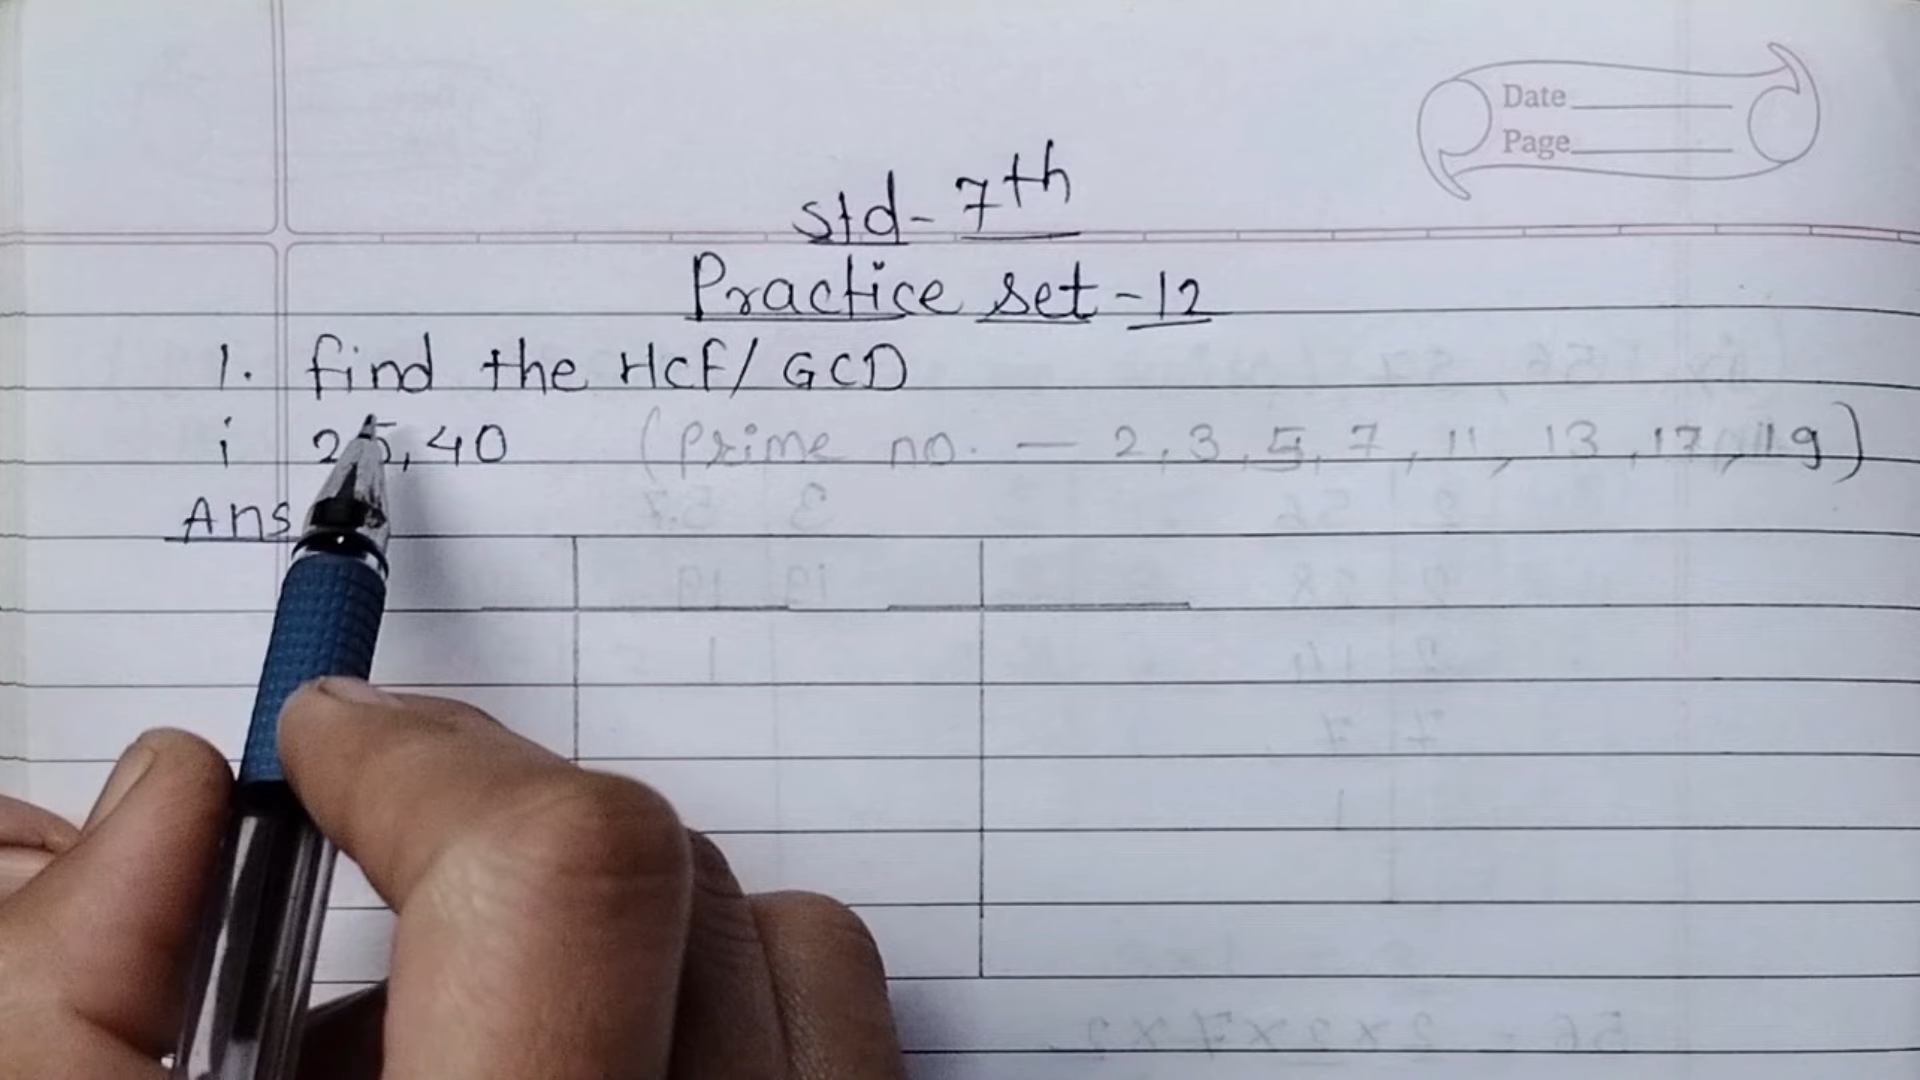 Date
Page
Std - 7th
Practice set - 12
1. find the HCF/ GCD
i 25, 40 (prime no. — 2, 3, 5, 7, 11, 13, 17, 19)
Ans